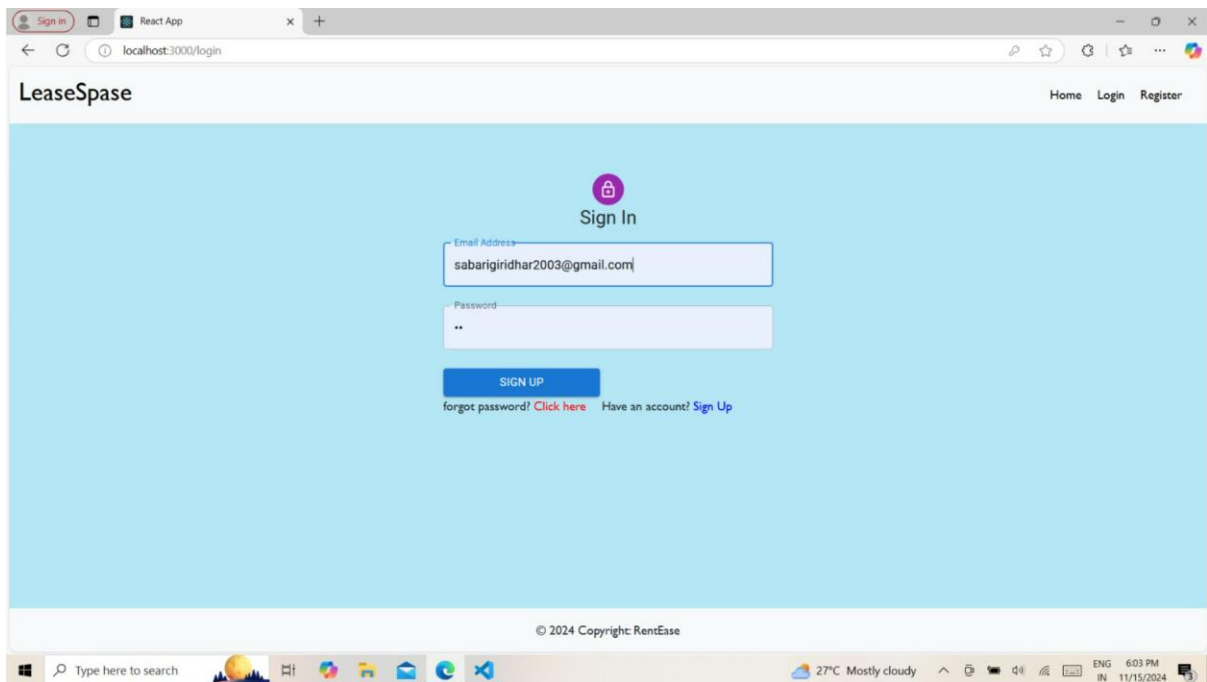 Sign in
React App
localhost:3000/login
LeaseSpase
Home Login Register
Sign In
Email Address
sabarigiridhar2003@gmail.com
Password
SIGN UP
forgot password? Click here Have an account? Sign Up
© 2024 Copyright: RentEase
Type here to search
27°C Mostly cloudy
ENG 6:03 PM
IN 11/15/2024
3